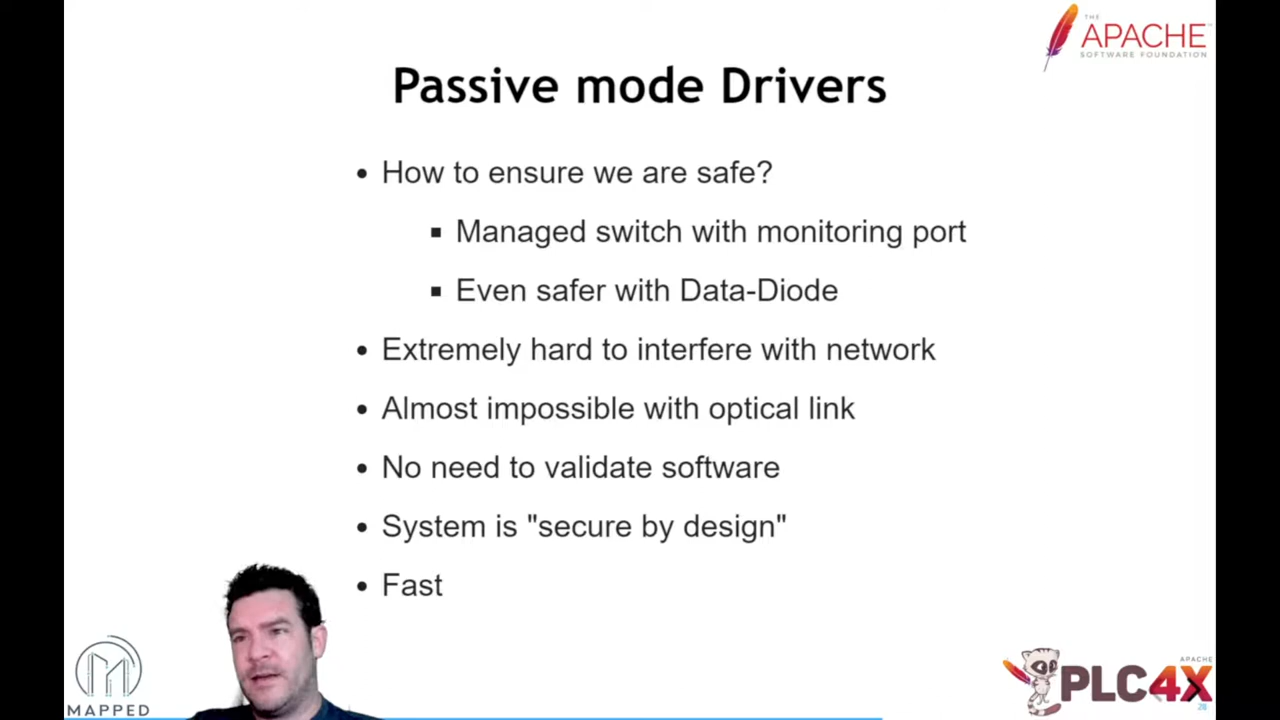 THE
APACHE
SOFTWARE FOUNDATION
Passive mode Drivers
How to ensure we are safe?
Managed switch with monitoring port
Even safer with Data-Diode
Extremely hard to interfere with network
Almost impossible with optical link
No need to validate software
System is "secure by design"
Fast
MAPPED
APACHE
PLC4X
26